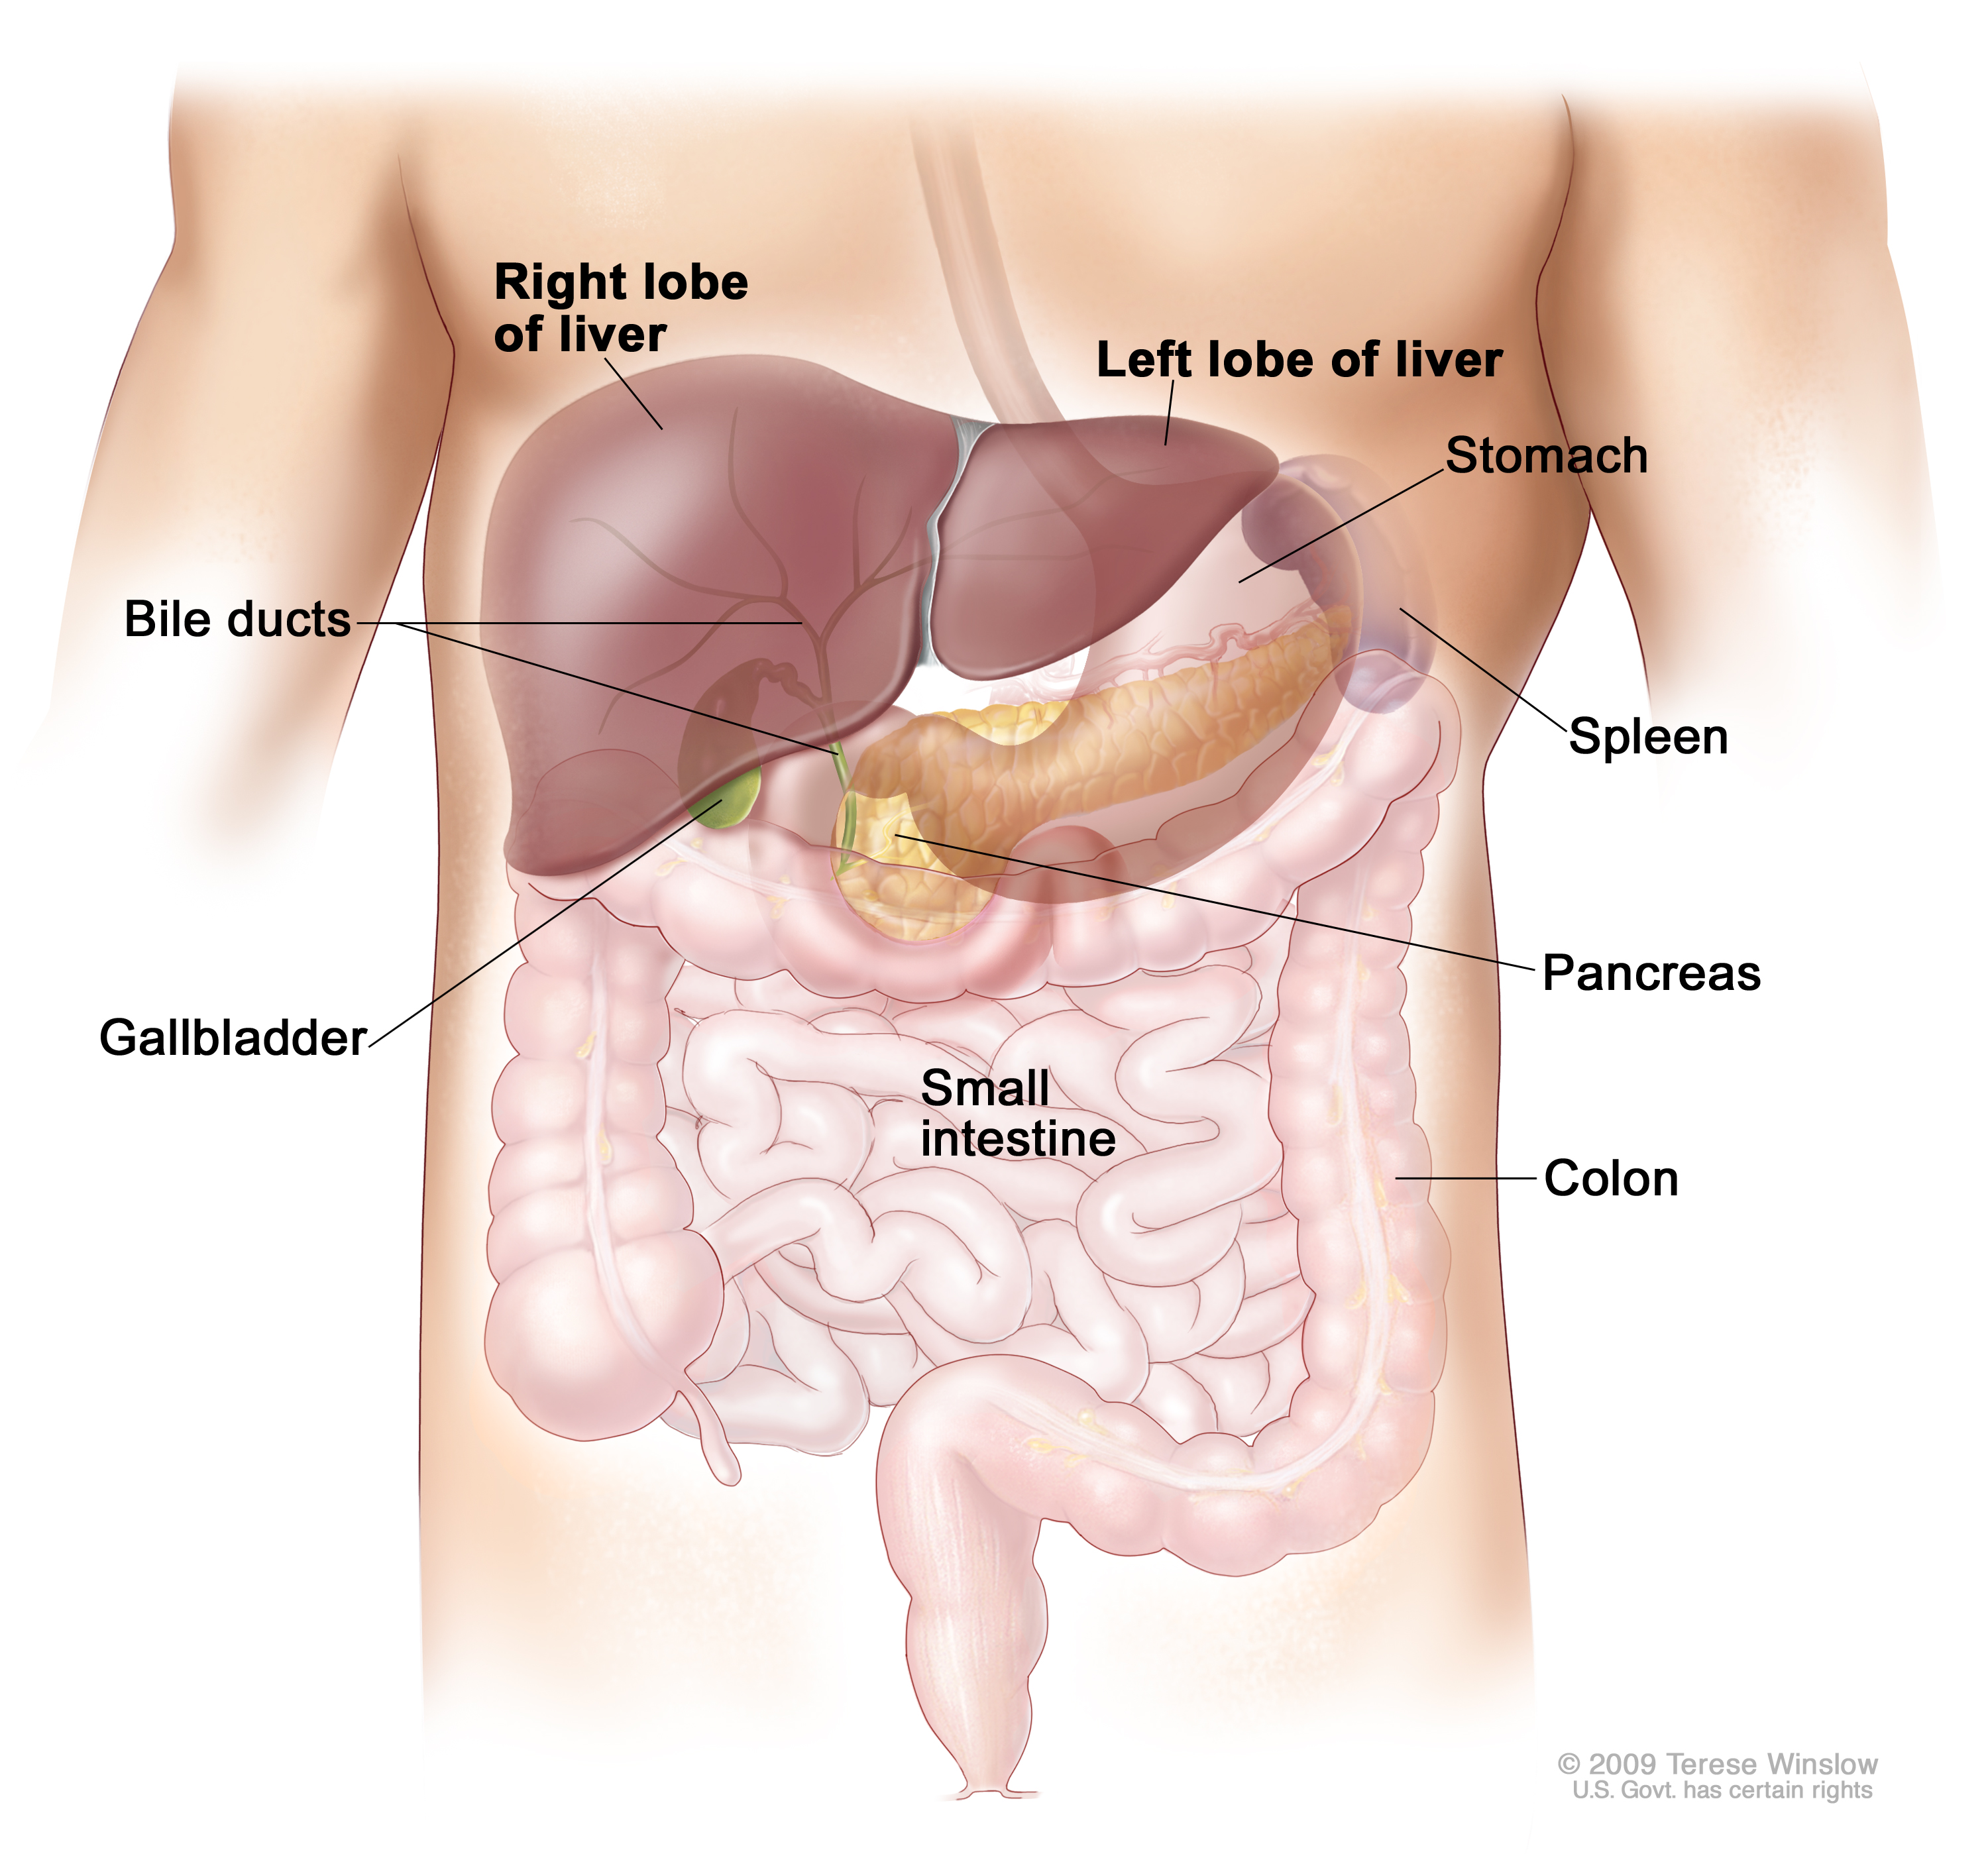 Right lobe
of liver
Left lobe of liver
Stomach
Bile ducts
Spleen
Pancreas
Gallbladder
Small
intestine
Colon
© 2009 Terese Winslow
U.S. Govt. has certain rights